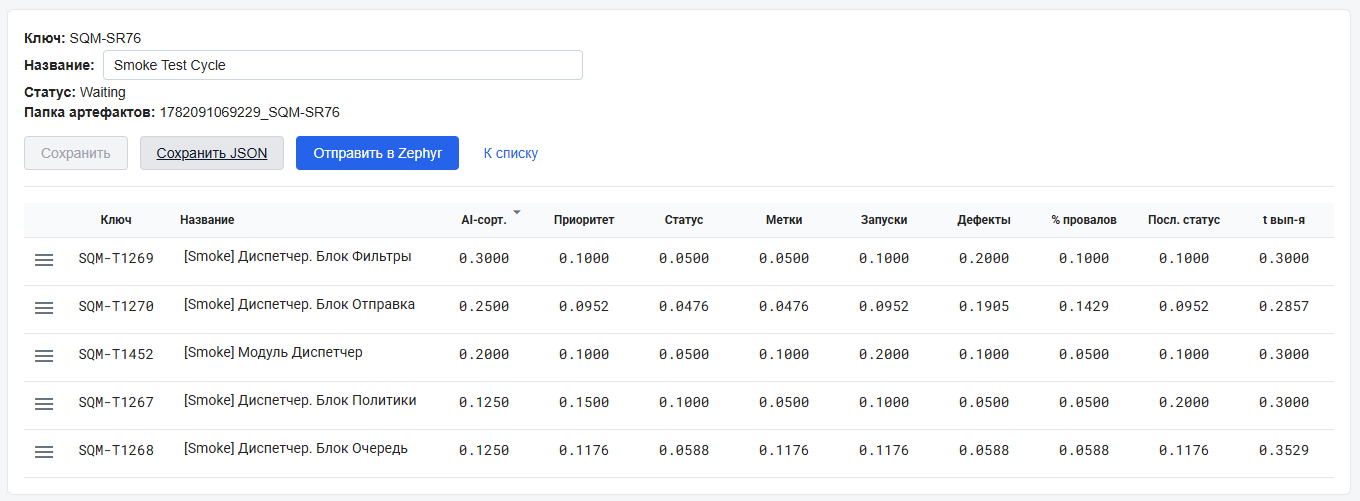 Ключ: SQM-SR76
Название: Smoke Test Cycle
Статус: Waiting
Папка артефактов: 1782091069229_SQM-SR76
Сохранить Сохранить JSON Отправить в Zephyr К списку
Ключ Название AI-сорт. Приоритет Статус Метки Запуски Дефекты % провалов Посл. статус t вып-я
SQM-T1269 [Smoke] Диспетчер. Блок Фильтры 0.3000 0.1000 0.0500 0.0500 0.1000 0.2000 0.1000 0.1000 0.3000
SQM-T1270 [Smoke] Диспетчер. Блок Отправка 0.2500 0.0952 0.0476 0.0476 0.0952 0.1905 0.1429 0.0952 0.2857
SQM-T1452 [Smoke] Модуль Диспетчер 0.2000 0.1000 0.0500 0.1000 0.2000 0.1000 0.0500 0.1000 0.3000
SQM-T1267 [Smoke] Диспетчер. Блок Политики 0.1250 0.1500 0.1000 0.0500 0.1000 0.0500 0.0500 0.2000 0.3000
SQM-T1268 [Smoke] Диспетчер. Блок Очередь 0.1250 0.1176 0.0588 0.1176 0.1176 0.0588 0.0588 0.1176 0.3529